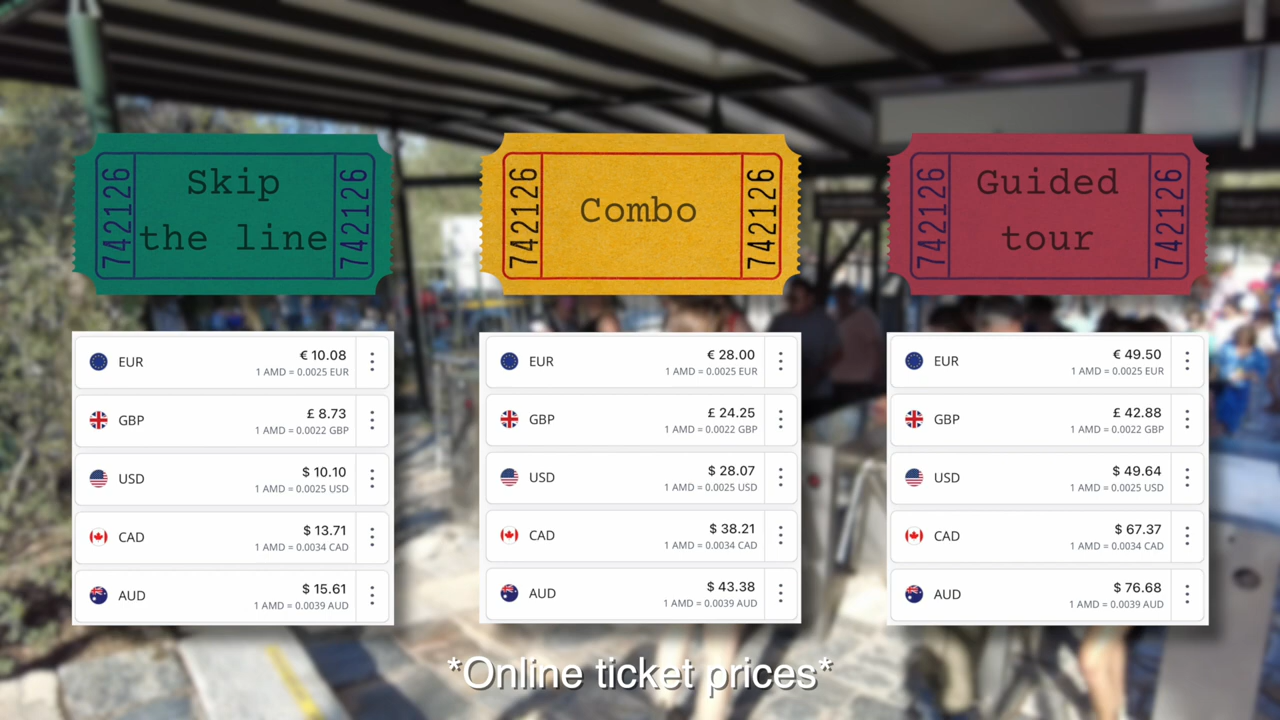 742126
Skip
the line
742126
742126
Combo
742126
742126
Guided
tour
742126
EUR € 10.08
1 AMD = 0.0025 EUR
GBP £ 8.73
1 AMD = 0.0022 GBP
USD $ 10.10
1 AMD = 0.0025 USD
CAD $ 13.71
1 AMD = 0.0034 CAD
AUD $ 15.61
1 AMD = 0.0039 AUD
EUR € 28.00
1 AMD = 0.0025 EUR
GBP £ 24.25
1 AMD = 0.0022 GBP
USD $ 28.07
1 AMD = 0.0025 USD
CAD $ 38.21
1 AMD = 0.0034 CAD
AUD $ 43.38
1 AMD = 0.0039 AUD
EUR € 49.50
1 AMD = 0.0025 EUR
GBP £ 42.88
1 AMD = 0.0022 GBP
USD $ 49.64
1 AMD = 0.0025 USD
CAD $ 67.37
1 AMD = 0.0034 CAD
AUD $ 76.68
1 AMD = 0.0039 AUD
*Online ticket prices*